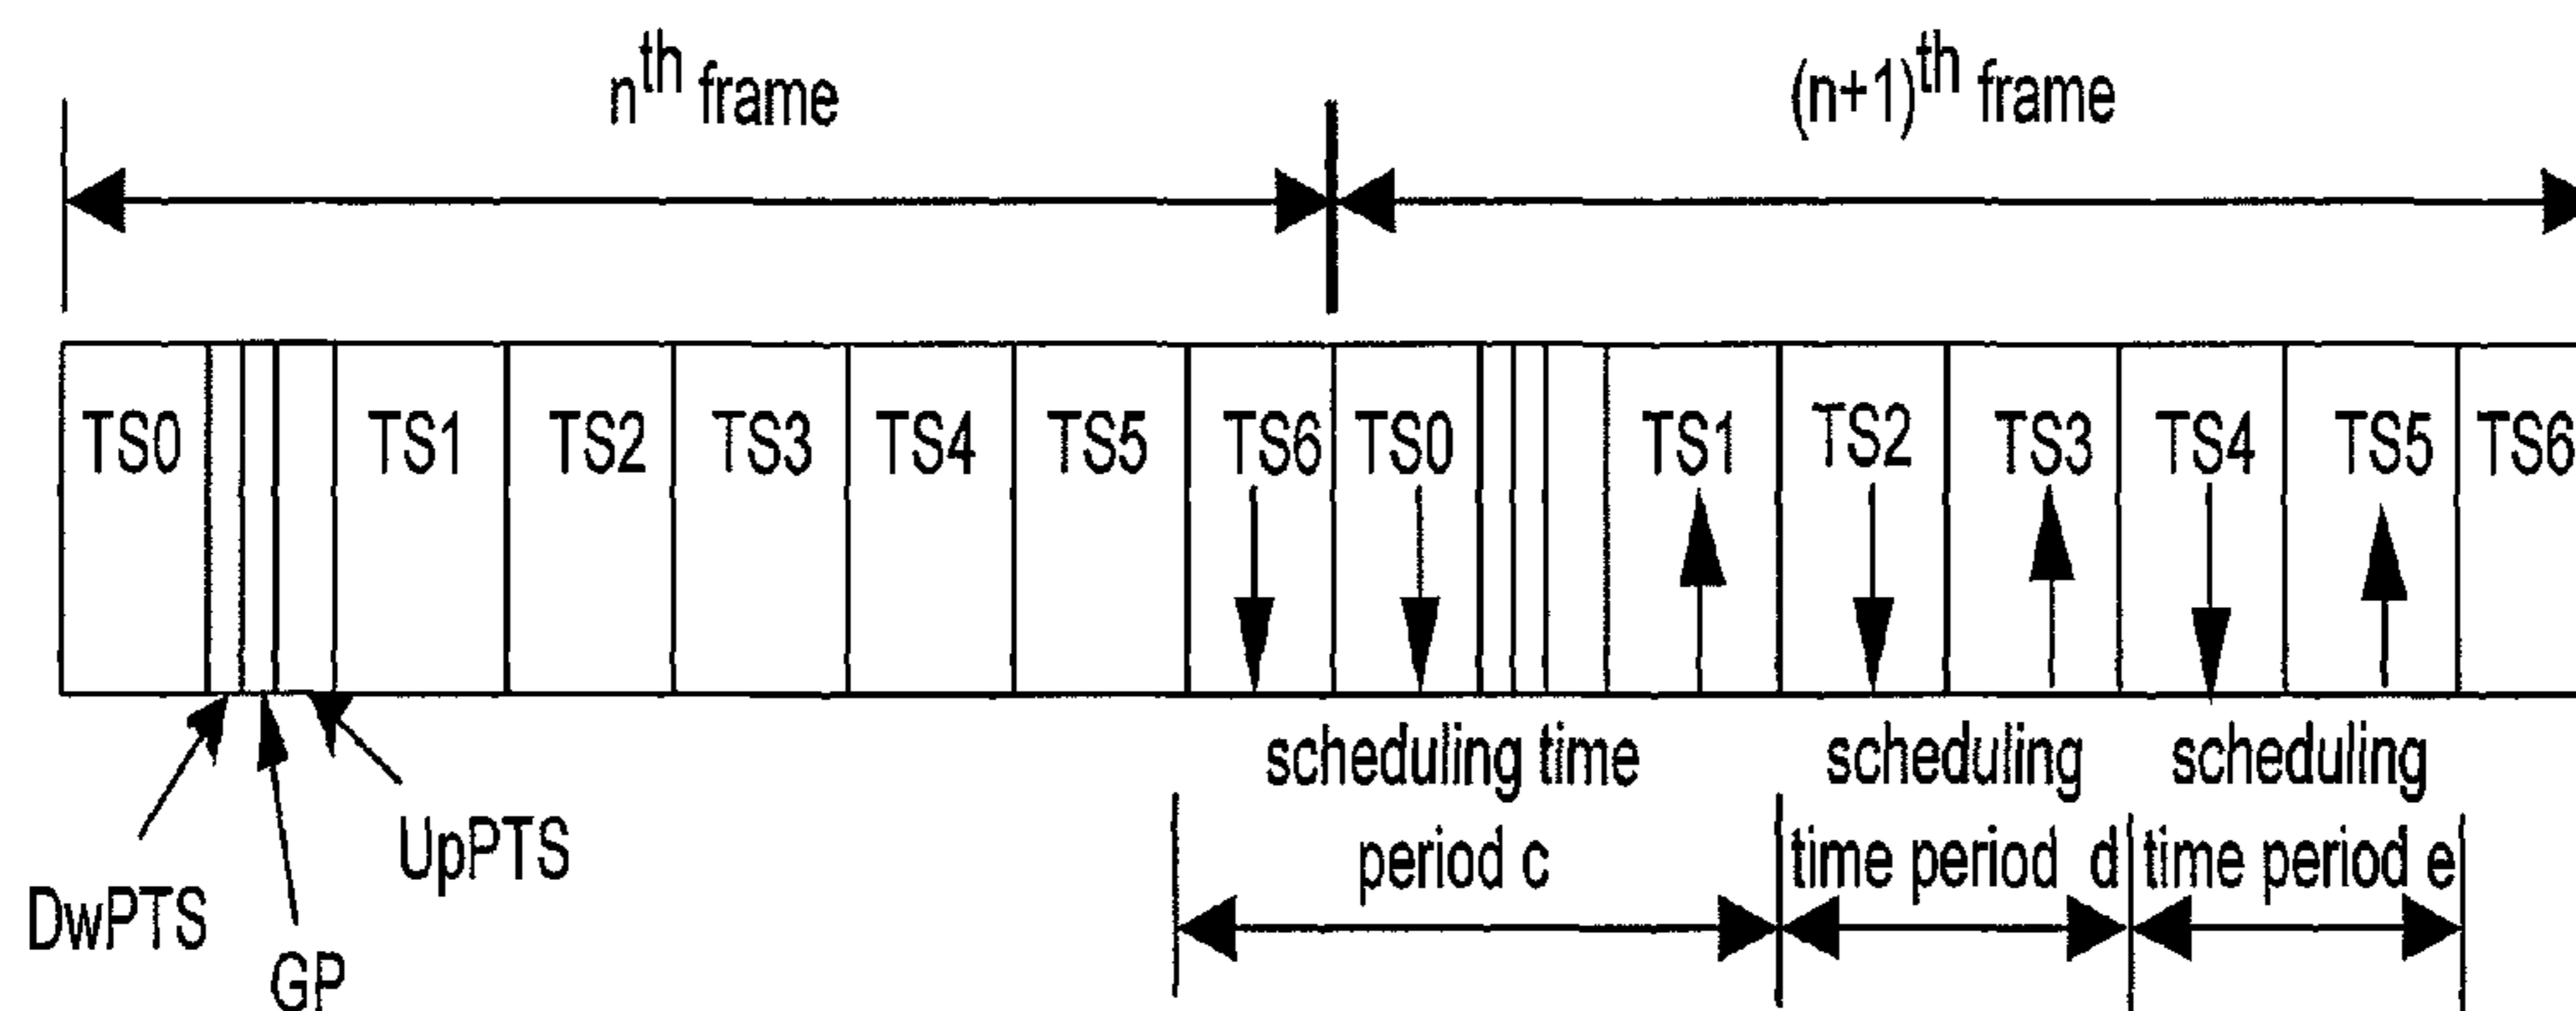 nth frame
(n+1)th frame
TS0 TS1 TS2 TS3 TS4 TS5 TS6 TS0 TS1 TS2 TS3 TS4 TS5 TS6
scheduling time period c
scheduling time period d
scheduling time period e
UpPTS
DwPTS
GP